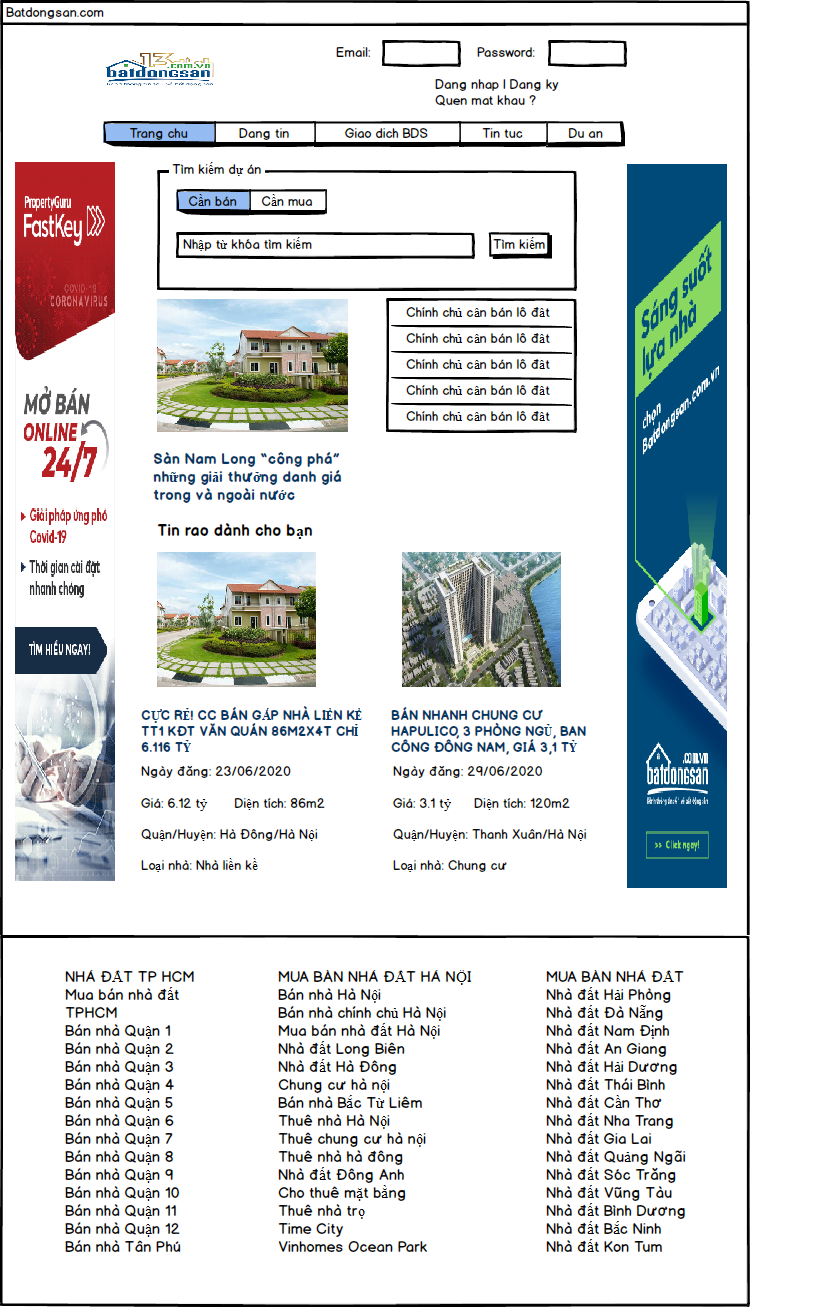 Batdongsan.com
Email:
Password:
13
batdongsan
.com.vn
Dang nhap | Dang ky
Quen mat khau ?
Trang chu
Dang tin
Giao dich BDS
Tin tuc
Du an
PropertyGuru
FastKey
COVID-19
CORONAVIRUS
MỞ BÁN
ONLINE
24/7
Giải pháp ứng phó
Covid-19
Thời gian cài đặt
nhanh chóng
TÌM HIỂU NGAY!
Tìm kiếm dự án
Cần bán
Cần mua
Nhập từ khóa tìm kiếm
Tìm kiếm
Chính chủ cần bán lô đất
Chính chủ cần bán lô đất
Chính chủ cần bán lô đất
Chính chủ cần bán lô đất
Chính chủ cần bán lô đất
Sàn Nam Long “công phá”
những giải thưởng danh giá
trong và ngoài nước
Tin rao dành cho bạn
CỰC RẺ! CC BÁN GẤP NHÀ LIỀN KỀ
TT1 KĐT VĂN QUÁN 86M2X4T CHỈ
6.116 TỶ
Ngày đăng: 23/06/2020
Giá: 6.12 tỷ
Diện tích: 86m2
Quận/Huyện: Hà Đông/Hà Nội
Loại nhà: Nhà liền kề
BÁN NHANH CHUNG CƯ
HAPULICO, 3 PHÒNG NGỦ, BAN
CÔNG ĐÔNG NAM, GIÁ 3,1 TỶ
Ngày đăng: 29/06/2020
Giá: 3.1 tỷ
Diện tích: 120m2
Quận/Huyện: Thanh Xuân/Hà Nội
Loại nhà: Chung cư
Sáng suốt
lựa nhà
chọn
Batdongsan.com.vn
.com.vn
batdongsan
>> Click ngay!
NHÀ ĐẤT TP HCM
Mua bán nhà đất
TPHCM
Bán nhà Quận 1
Bán nhà Quận 2
Bán nhà Quận 3
Bán nhà Quận 4
Bán nhà Quận 5
Bán nhà Quận 6
Bán nhà Quận 7
Bán nhà Quận 8
Bán nhà Quận 9
Bán nhà Quận 10
Bán nhà Quận 11
Bán nhà Quận 12
Bán nhà Tân Phú
MUA BÁN NHÀ ĐẤT HÀ NỘI
Bán nhà Hà Nội
Bán nhà chính chủ Hà Nội
Mua bán nhà đất Hà Nội
Nhà đất Long Biên
Nhà đất Hà Đông
Chung cư hà nội
Bán nhà Bắc Từ Liêm
Thuê nhà Hà Nội
Thuê chung cư hà nội
Thuê nhà hà đông
Nhà đất Đông Anh
Cho thuê mặt bằng
Thuê nhà trọ
Time City
Vinhomes Ocean Park
MUA BÁN NHÀ ĐẤT
Nhà đất Hải Phòng
Nhà đất Đà Nẵng
Nhà đất Nam Định
Nhà đất An Giang
Nhà đất Hải Dương
Nhà đất Thái Bình
Nhà đất Cần Thơ
Nhà đất Nha Trang
Nhà đất Gia Lai
Nhà đất Quảng Ngãi
Nhà đất Sóc Trăng
Nhà đất Vũng Tàu
Nhà đất Bình Dương
Nhà đất Bắc Ninh
Nhà đất Kon Tum